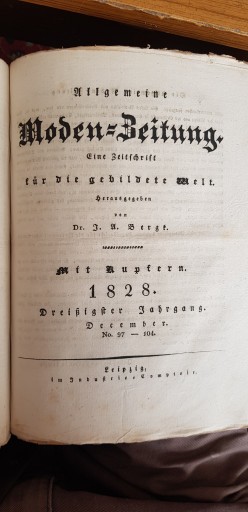 Allgemeine
Moden=Zeitung.
Eine Zeitschrift
für die gebildete Welt.
Herausgegeben
von
Dr. J. A. Bergk.
Mit Kupfern.
1828.
Dreißigster Jahrgang.
December.
No. 97 — 104.
Leipzig,
im Industrie=Comptoir.